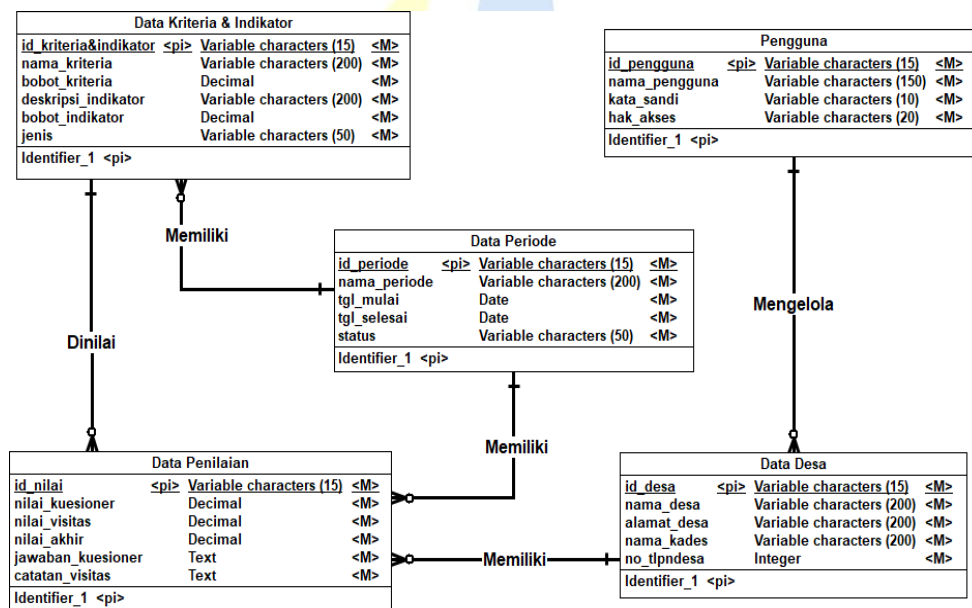 Data Kriteria & Indikator
id_kriteria&indikator <pi> Variable characters (15) <M>
nama_kriteria Variable characters (200) <M>
bobot_kriteria Decimal <M>
deskripsi_indikator Variable characters (200) <M>
bobot_indikator Decimal <M>
jenis Variable characters (50) <M>
Identifier_1 <pi>
Pengguna
id_pengguna <pi> Variable characters (15) <M>
nama_pengguna Variable characters (150) <M>
kata_sandi Variable characters (10) <M>
hak_akses Variable characters (20) <M>
Identifier_1 <pi>
Memiliki
Data Periode
id_periode <pi> Variable characters (15) <M>
nama_periode Variable characters (200) <M>
tgl_mulai Date <M>
tgl_selesai Date <M>
status Variable characters (50) <M>
Identifier_1 <pi>
Mengelola
Dinilai
Memiliki
Data Penilaian
id_nilai <pi> Variable characters (15) <M>
nilai_kuesioner Decimal <M>
nilai_visitas Decimal <M>
nilai_akhir Decimal <M>
jawaban_kuesioner Text <M>
catatan_visitas Text <M>
Identifier_1 <pi>
Memiliki
Data Desa
id_desa <pi> Variable characters (15) <M>
nama_desa Variable characters (200) <M>
alamat_desa Variable characters (200) <M>
nama_kades Variable characters (200) <M>
no_tlpndesa Integer <M>
Identifier_1 <pi>